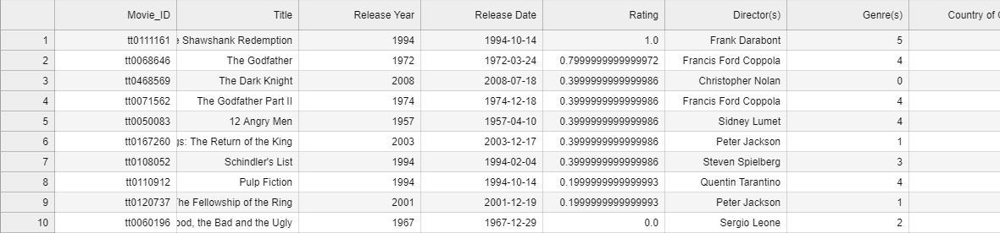 Movie_ID Title Release Year Release Date Rating Director(s) Genre(s) Country of
1 tt0111161 Shawshank Redemption 1994 1994-10-14 1.0 Frank Darabont 5
2 tt0068646 The Godfather 1972 1972-03-24 0.7999999999999972 Francis Ford Coppola 4
3 tt0468569 The Dark Knight 2008 2008-07-18 0.3999999999999986 Christopher Nolan 0
4 tt0071562 The Godfather Part II 1974 1974-12-18 0.3999999999999986 Francis Ford Coppola 4
5 tt0050083 12 Angry Men 1957 1957-04-10 0.3999999999999986 Sidney Lumet 4
6 tt0167260 The Return of the King 2003 2003-12-17 0.3999999999999986 Peter Jackson 1
7 tt0108052 Schindler's List 1994 1994-02-04 0.3999999999999986 Steven Spielberg 3
8 tt0110912 Pulp Fiction 1994 1994-10-14 0.1999999999999993 Quentin Tarantino 4
9 tt0120737 The Fellowship of the Ring 2001 2001-12-19 0.1999999999999993 Peter Jackson 1
10 tt0060196 the Bad and the Ugly 1967 1967-12-29 0.0 Sergio Leone 2